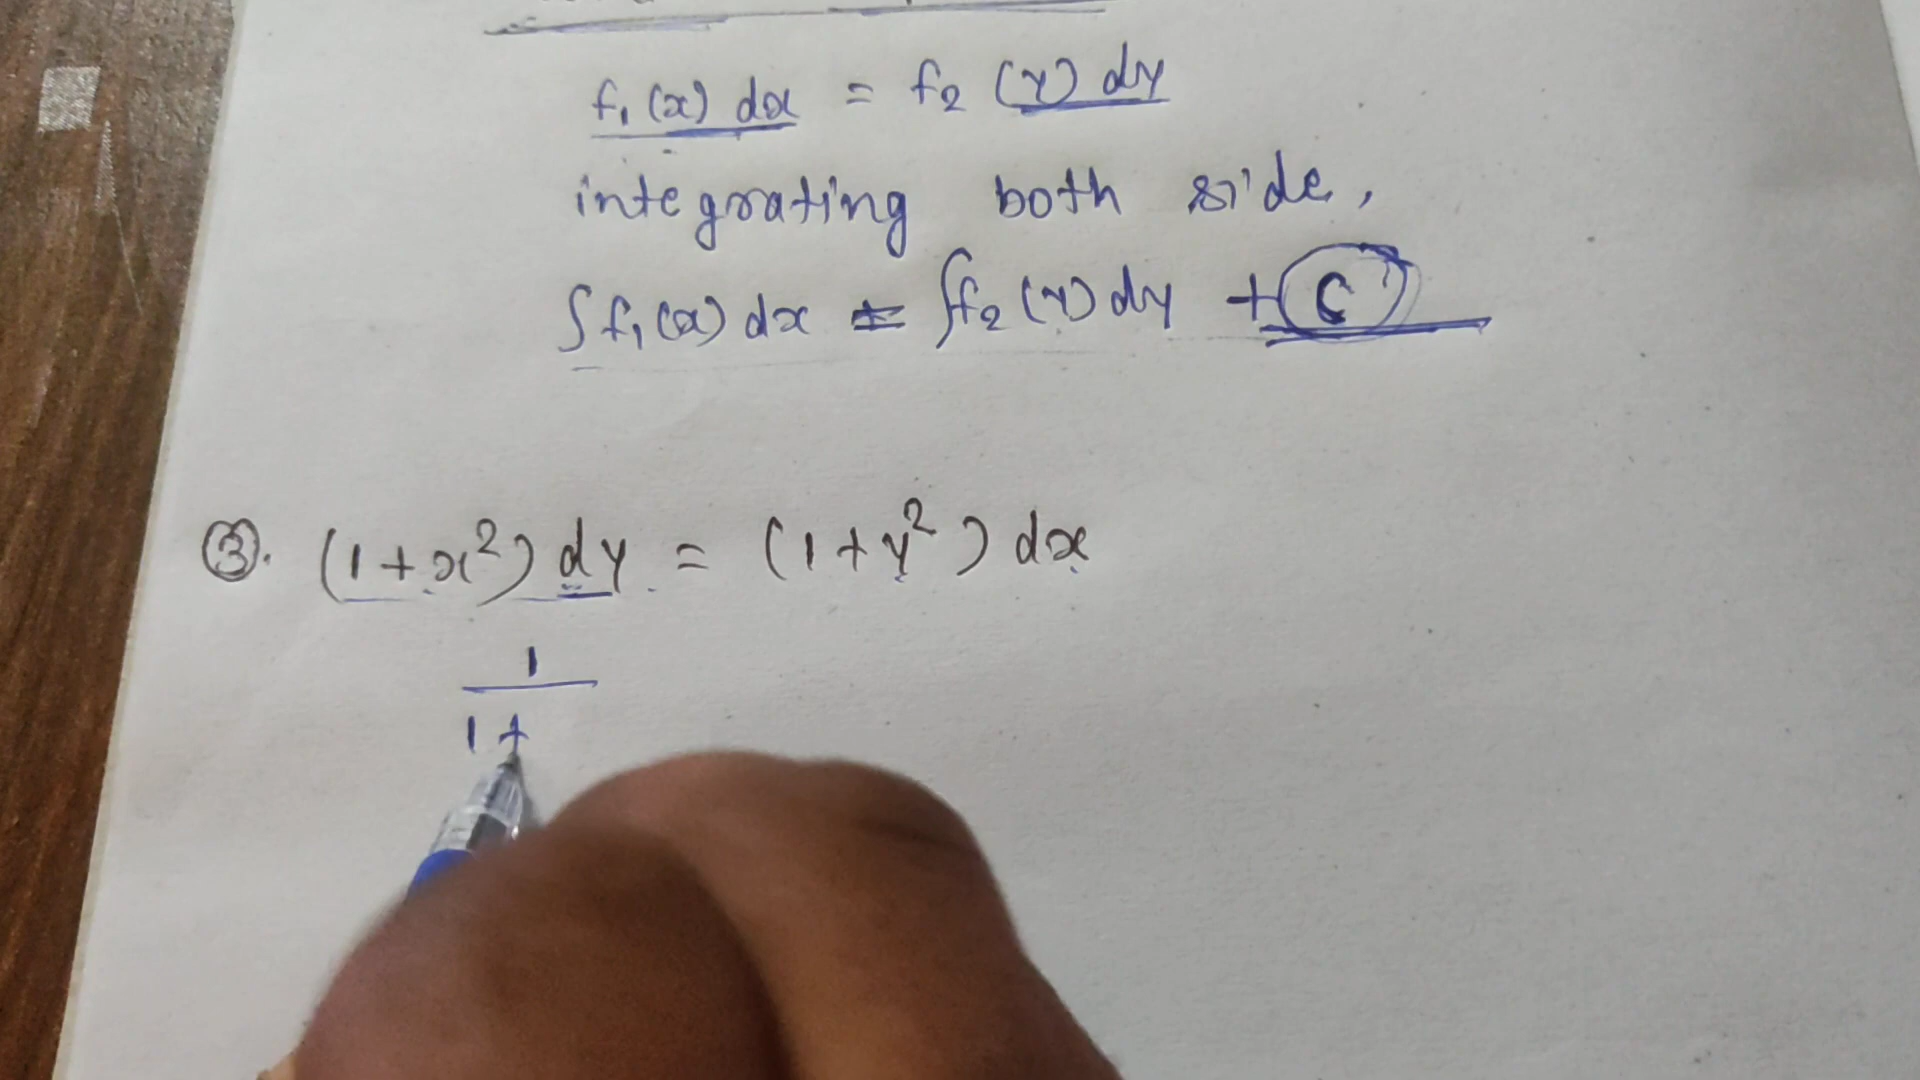 f₁(x) dx = f₂ (y) dy
integrating both side,
∫ f₁(x) dx = ∫f₂ (y) dy + C
③. (1+x²) dy = (1+y²) dx
1
1+